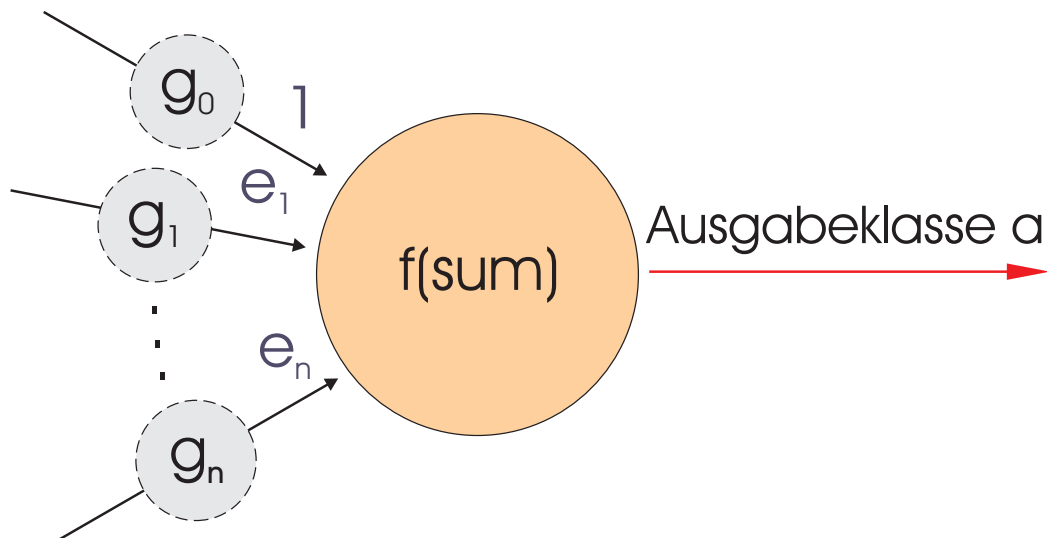 g₀
1
e₁
g₁
f(sum)
Ausgabeklasse a
eₙ
gₙ